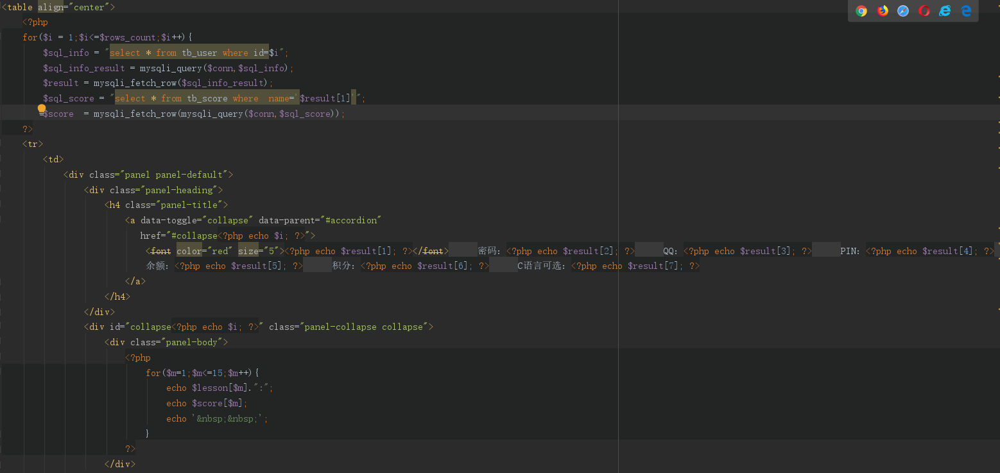 <table align="center">
<?php
for($i = 1;$i<=$rows_count;$i++){
$sql_info = "select * from tb_user where id=$i";
$sql_info_result = mysqli_query($conn,$sql_info);
$result = mysqli_fetch_row($sql_info_result);
$sql_score = "select * from tb_score where  name='$result[1]'";
$score  = mysqli_fetch_row(mysqli_query($conn,$sql_score));
?>
<tr>
<td>
<div class="panel panel-default">
<div class="panel-heading">
<h4 class="panel-title">
<a data-toggle="collapse" data-parent="#accordion"
href="#collapse<?php echo $i; ?>">
<font color="red" size="5"><?php echo $result[1]; ?></font>      密码: <?php echo $result[2]; ?>      QQ: <?php echo $result[3]; ?>      PIN: <?php echo $result[4]; ?>
余额: <?php echo $result[5]; ?>      积分: <?php echo $result[6]; ?>      C语言可选: <?php echo $result[7]; ?>
</a>
</h4>
</div>
<div id="collapse<?php echo $i; ?>" class="panel-collapse collapse">
<div class="panel-body">
<?php
for($m=1;$m<=15;$m++){
echo $lesson[$m].":";
echo $score[$m];
echo '&nbsp;&nbsp;';
}
?>
</div>